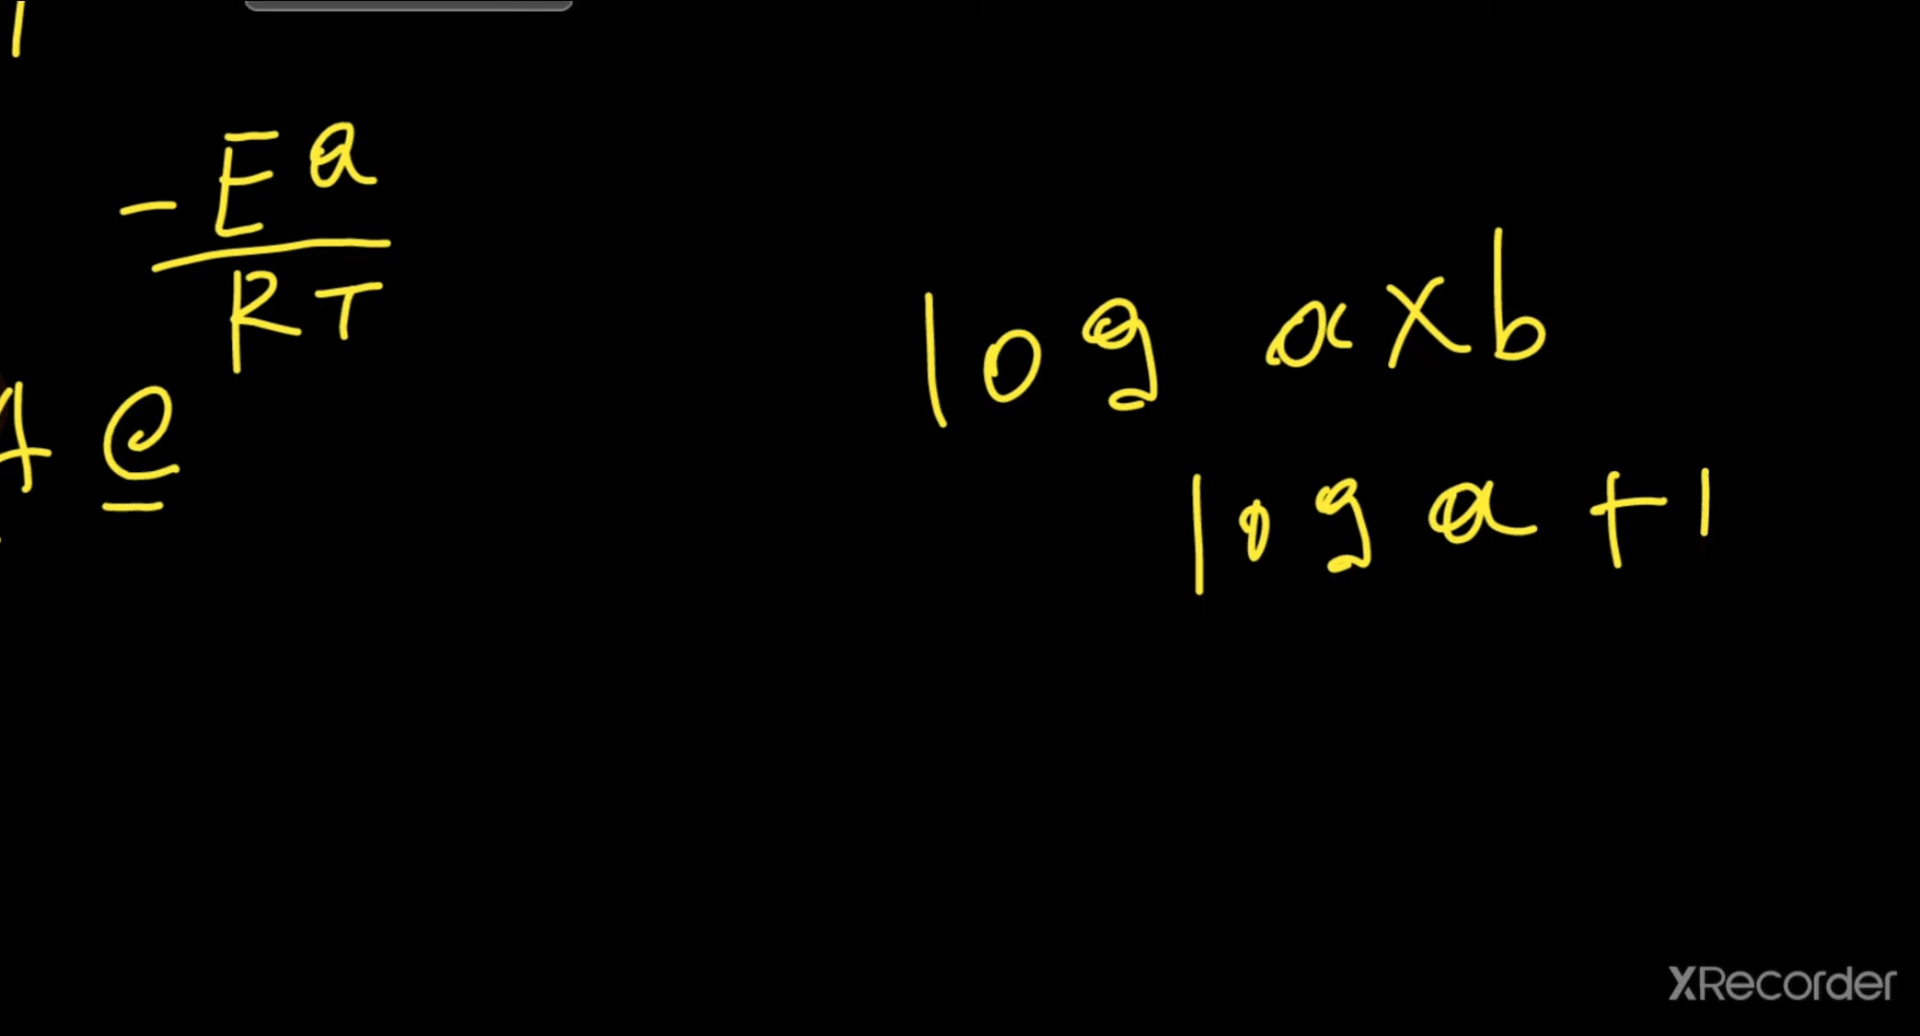 -Ea
RT
A e
log a×b
log a + l
XRecorder